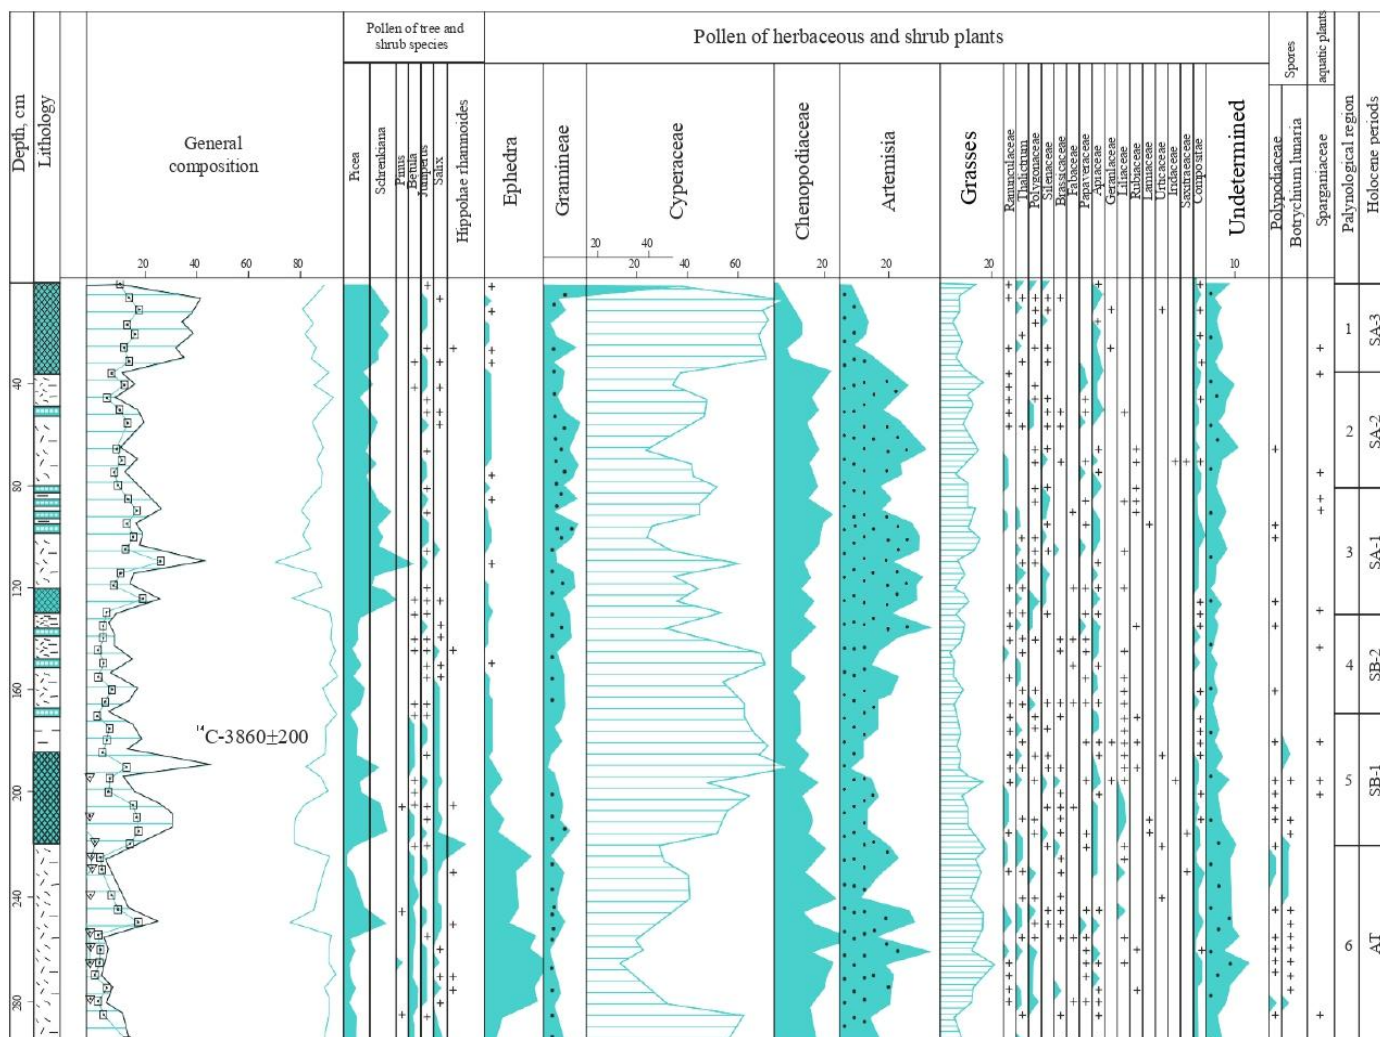 Pollen of tree and
shrub species
Pollen of herbaceous and shrub plants
Spores
aquatic plants
Depth, cm
Lithology
General
composition
Picea
Schrenkiana
Pinus
Betula
Juniperus
Salix
Hippophae rhamnoides
Ephedra
Gramineae
Cyperaceae
Chenopodiaceae
Artemisia
Grasses
Ranunculaceae
Thalictrum
Polygonaceae
Silenaceae
Brassicaceae
Fabaceae
Papaveraceae
Apiaceae
Geraniaceae
Liliaceae
Rubiaceae
Lamiaceae
Urticaceae
Iridaceae
Compositae
Undetermined
Polypodiaceae
Botrychium lunaria
Sparganiaceae
Palynological region
Holocene periods
20 40
20 40 80 20 40 60 20 20 20 10
40
80
120
160
200
240
280
¹⁴C-3860±200
1 SA-3
2 SA-2
3 SA-1
4 SB-2
5 SB-1
6 AT